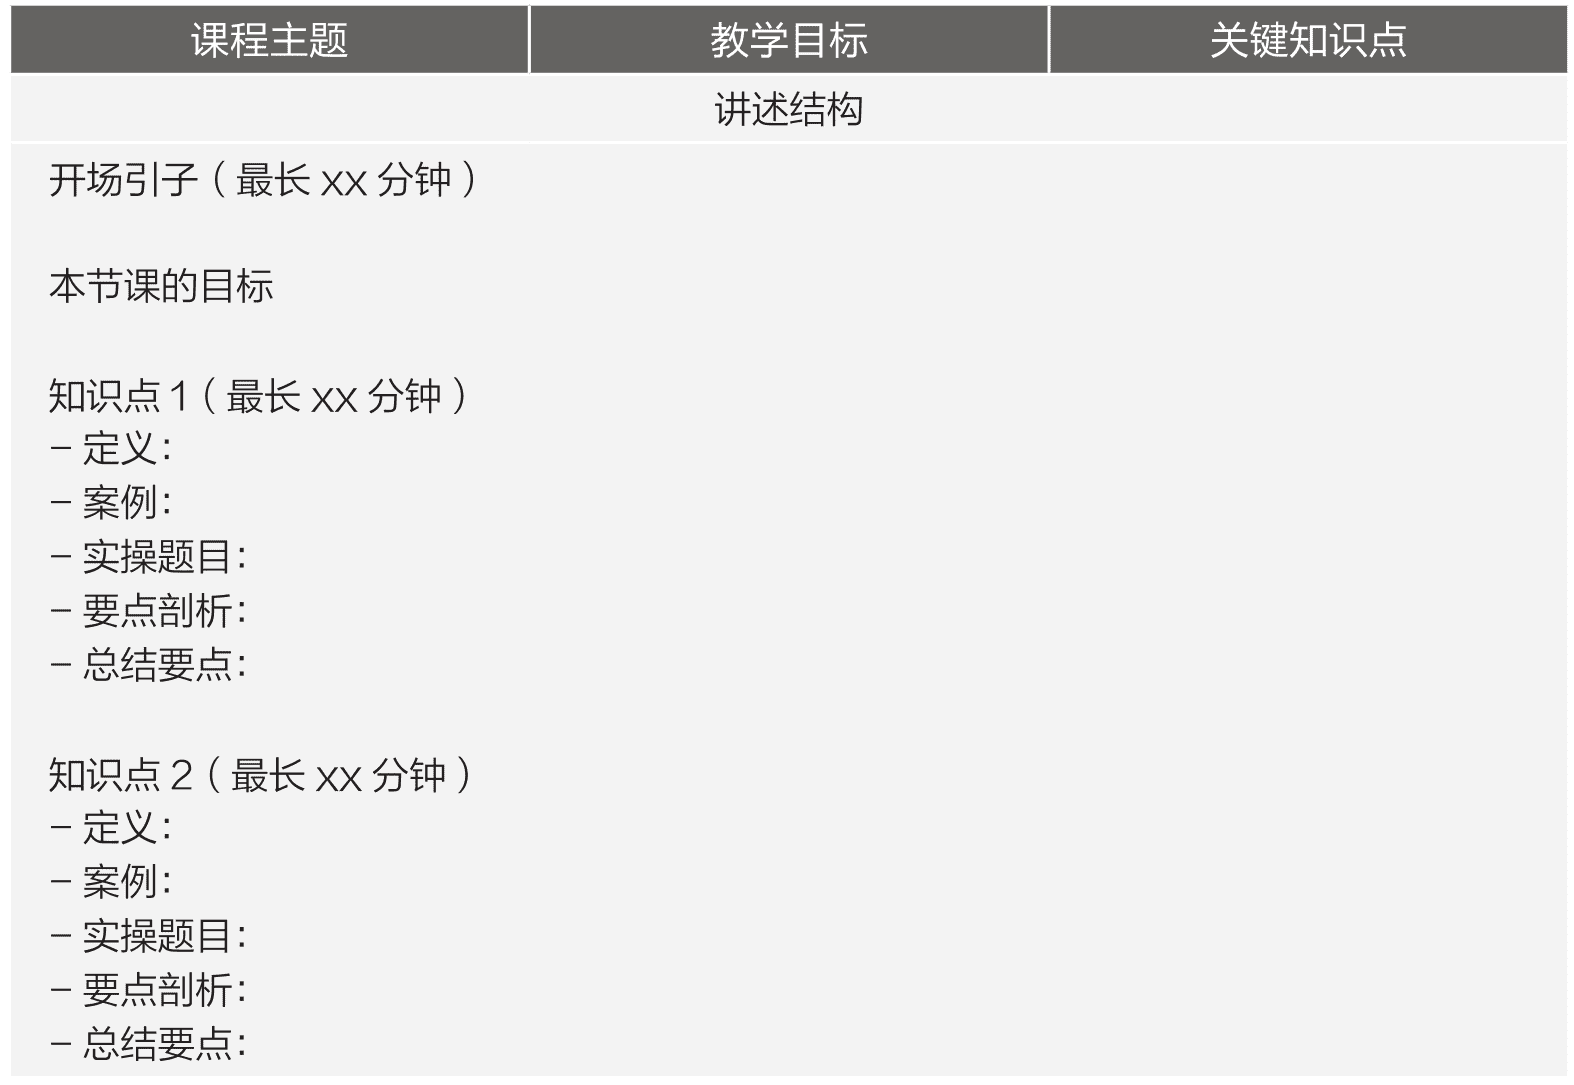 课程主题 教学目标 关键知识点
讲述结构
开场引子（最长 xx 分钟）
本节课的目标
知识点 1（最长 xx 分钟）
– 定义：
– 案例：
– 实操题目：
– 要点剖析：
– 总结要点：
知识点 2（最长 xx 分钟）
– 定义：
– 案例：
– 实操题目：
– 要点剖析：
– 总结要点：